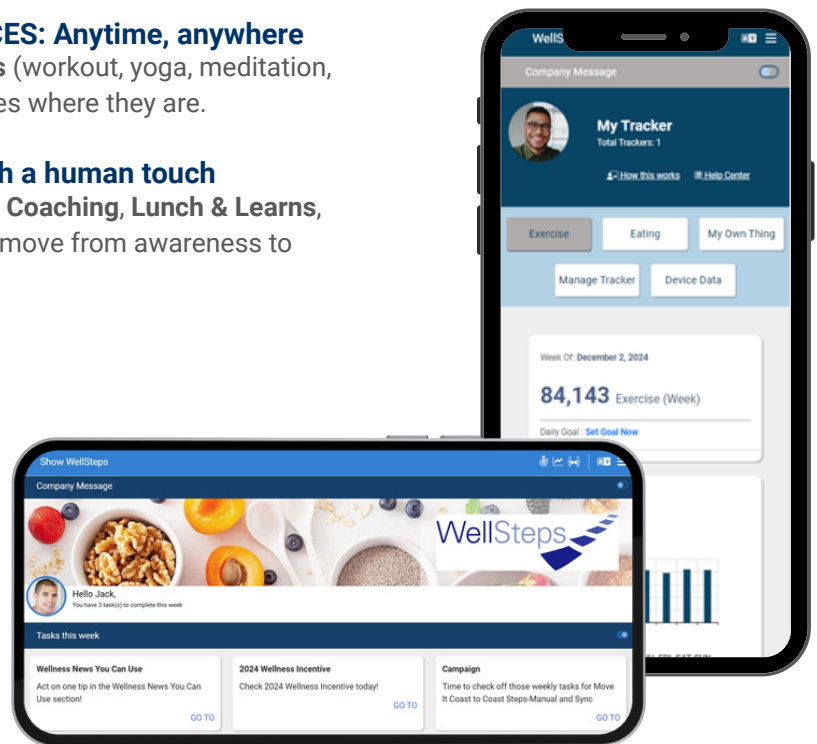 CES: Anytime, anywhere
s (workout, yoga, meditation,
es where they are.
h a human touch
Coaching, Lunch & Learns,
move from awareness to
WellS
Company Message
My Tracker
Total Trackers: 1
How this works Help Center
Exercise Eating My Own Thing
Manage Tracker Device Data
Week Of: December 2, 2024
84,143 Exercise (Week)
Daily Goal : Set Goal Now
FRI SAT SUN
Show WellSteps
Company Message
WellSteps
Hello Jack,
You have 3 task(s) to complete this week
Tasks this week
Wellness News You Can Use
Act on one tip in the Wellness News You Can
Use section!
GO TO
2024 Wellness Incentive
Check 2024 Wellness Incentive today!
GO TO
Campaign
Time to check off those weekly tasks for Move
It Coast to Coast Steps-Manual and Sync
GO TO